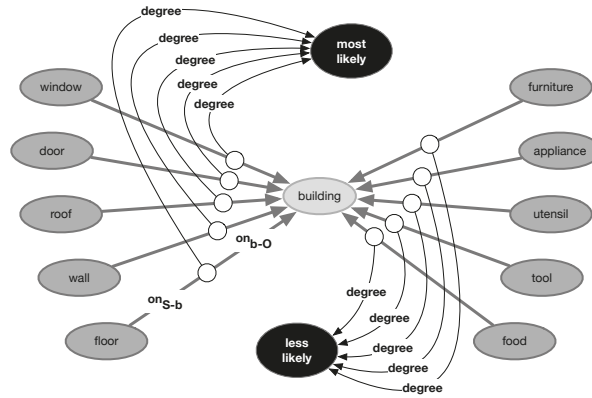 degree
degree
degree
degree
degree
most
likely
window
door
roof
wall
floor
building
furniture
appliance
utensil
tool
food
on b-O
on S-b
degree
degree
degree
degree
degree
less
likely